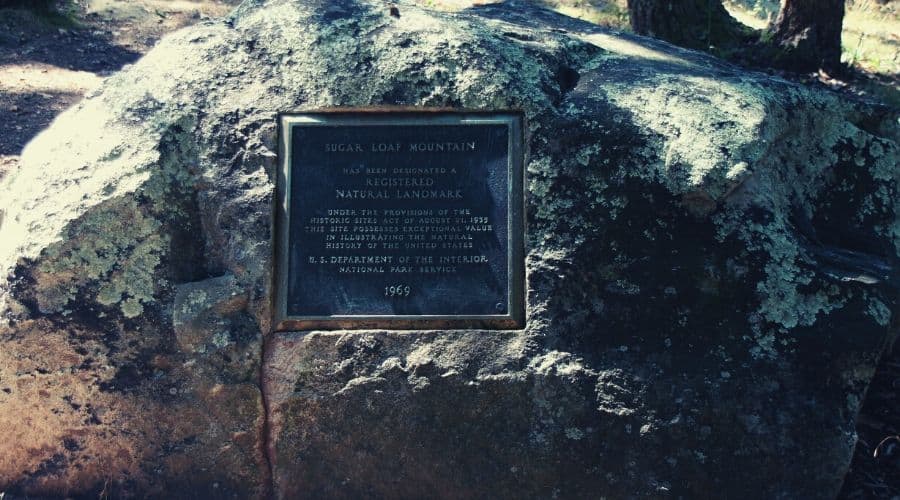 SUGAR LOAF MOUNTAIN
HAS BEEN DESIGNATED A
REGISTERED
NATURAL LANDMARK
UNDER THE PROVISIONS OF THE
HISTORIC SITES ACT OF AUGUST 21, 1935
THIS SITE POSSESSES EXCEPTIONAL VALUE
IN ILLUSTRATING THE NATURAL
HISTORY OF THE UNITED STATES
U. S. DEPARTMENT OF THE INTERIOR
NATIONAL PARK SERVICE
1969